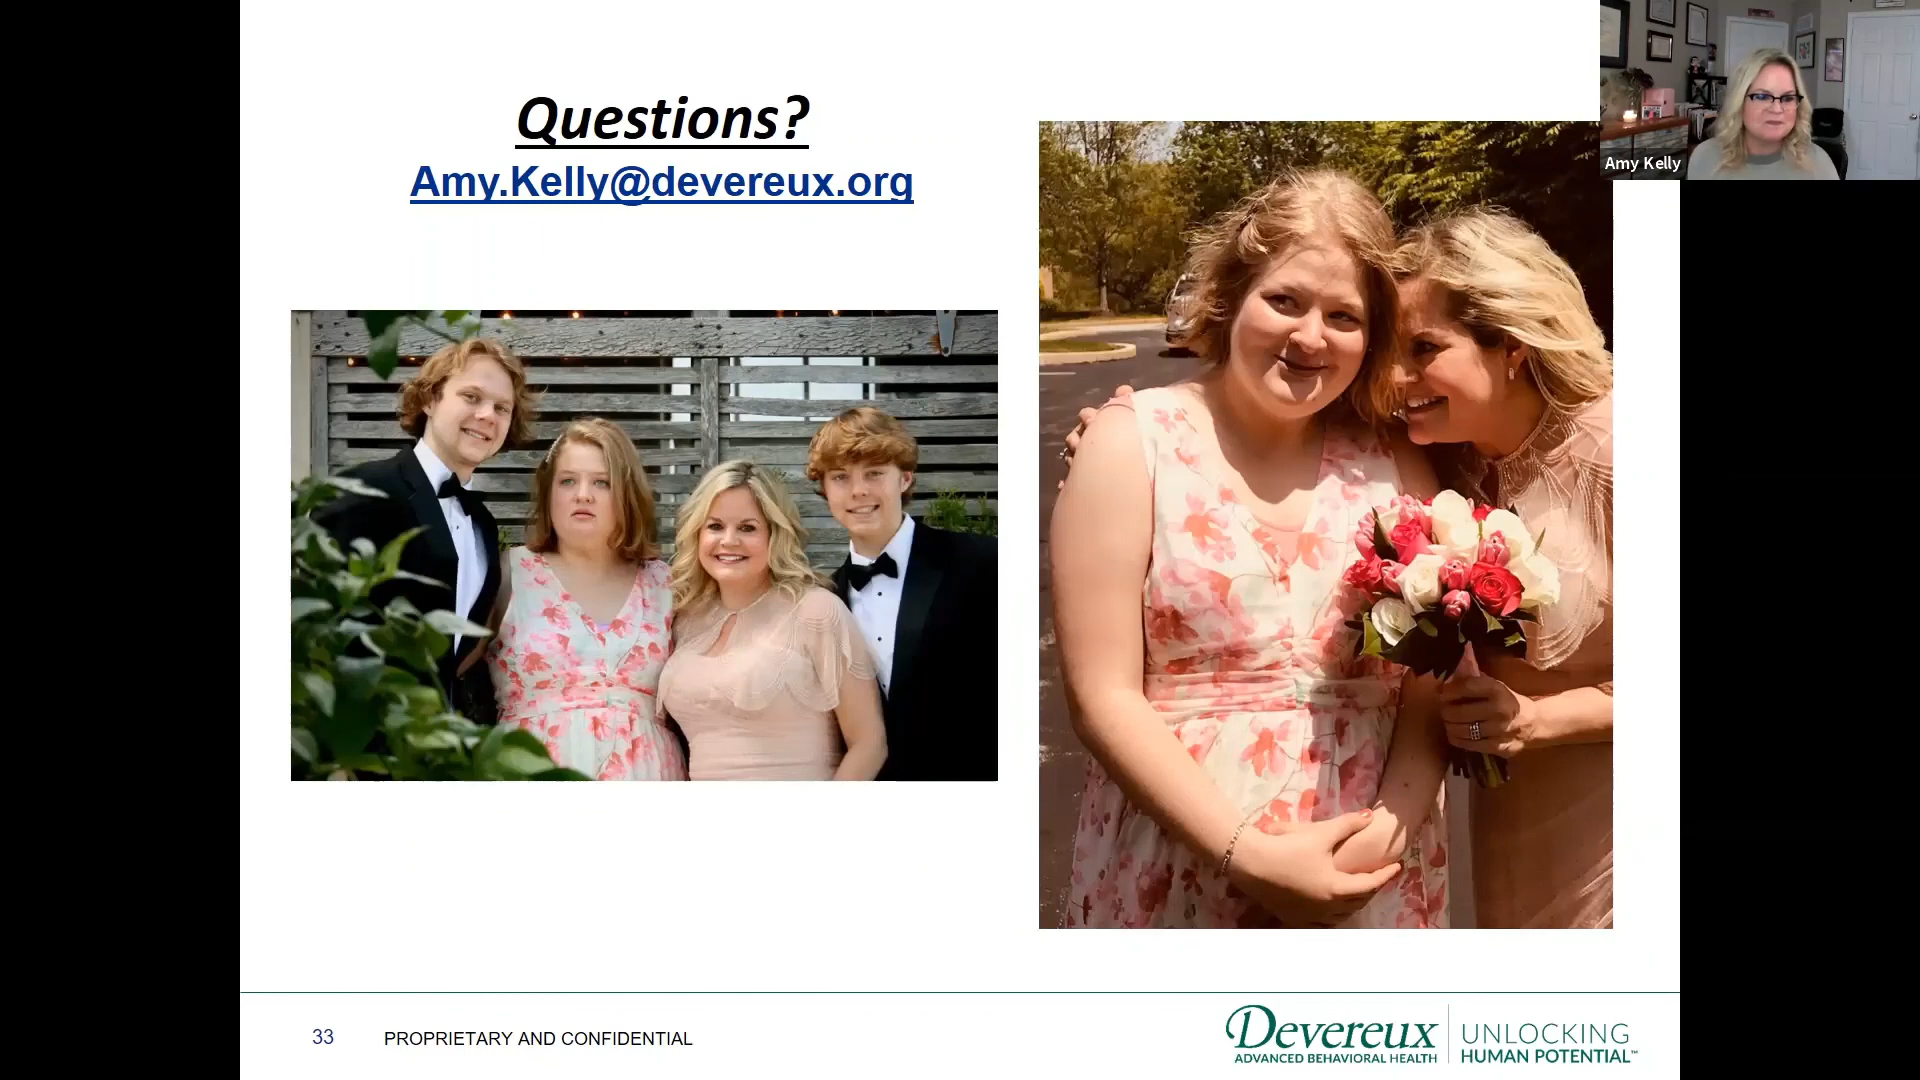 Questions?
Amy.Kelly@devereux.org
Amy Kelly
33 PROPRIETARY AND CONFIDENTIAL
Devereux
ADVANCED BEHAVIORAL HEALTH
UNLOCKING
HUMAN POTENTIAL™